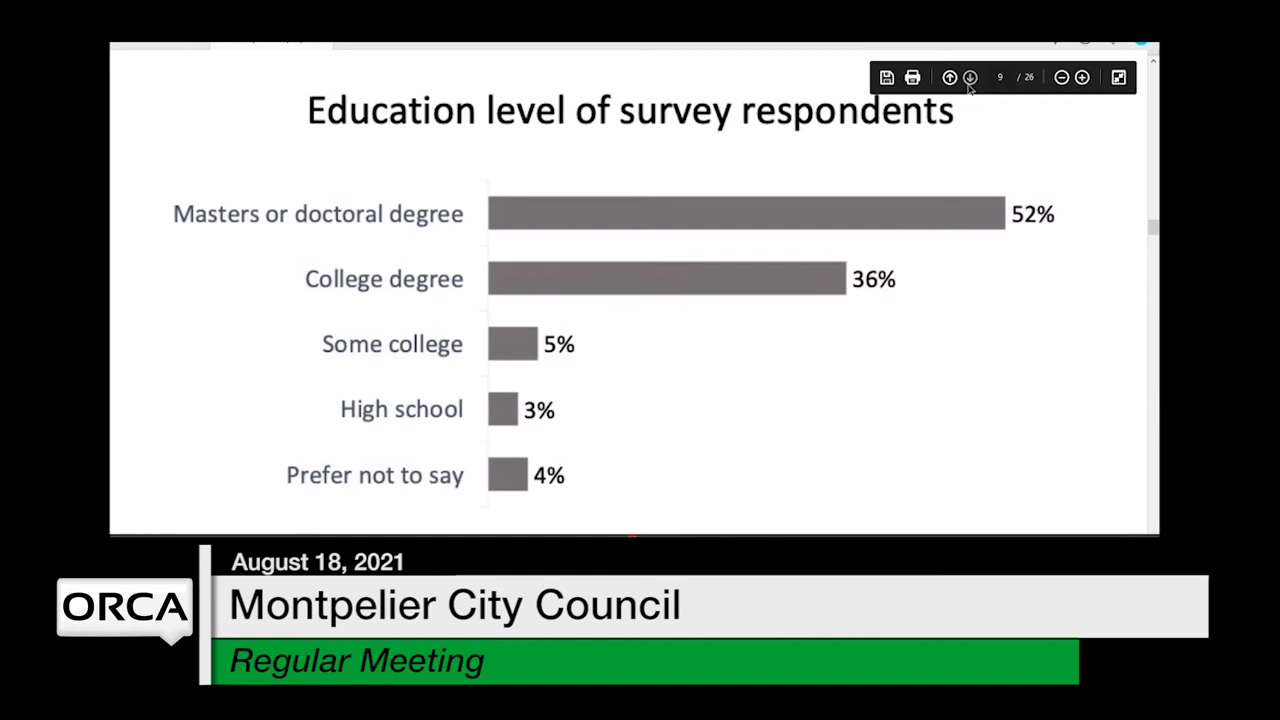 9 / 26
Education level of survey respondents
Masters or doctoral degree 52%
College degree 36%
Some college 5%
High school 3%
Prefer not to say 4%
August 18, 2021
ORCA
Montpelier City Council
Regular Meeting